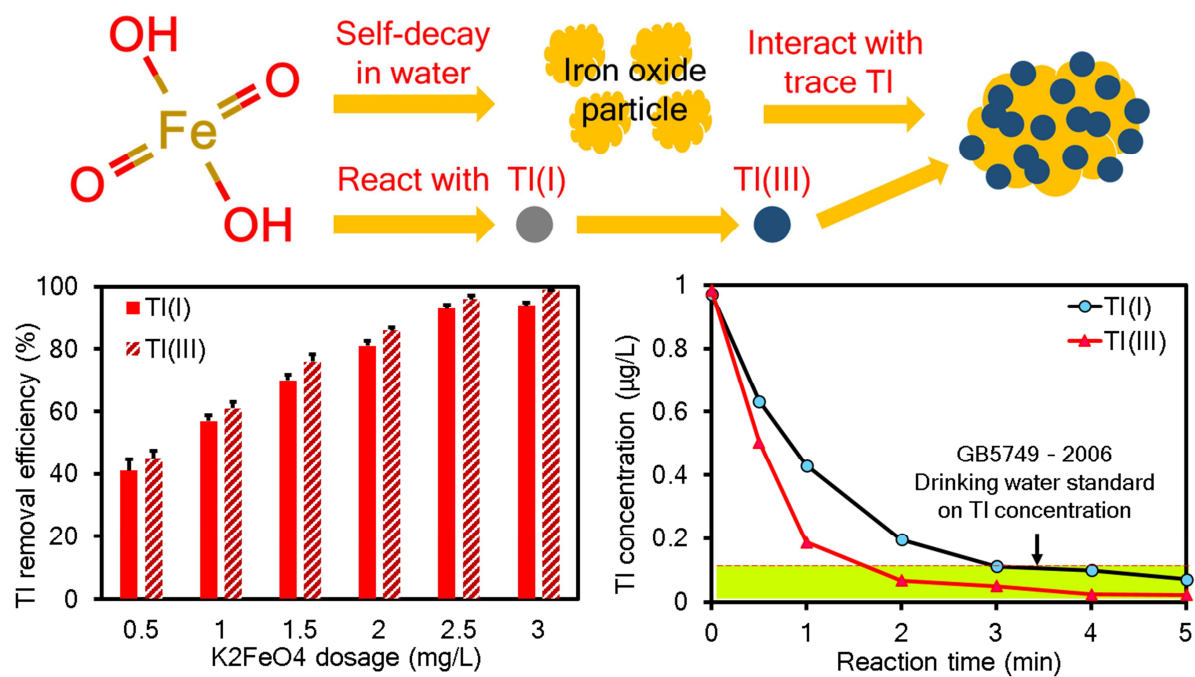 OH
O
Fe
O
OH
Self-decay
in water
Iron oxide
particle
Interact with
trace Tl
React with
Tl(I)
Tl(III)
100
80
60
40
20
0
Tl(I)
Tl(III)
Tl removal efficiency (%)
0.5 1 1.5 2 2.5 3
K2FeO4 dosage (mg/L)
1
0.8
0.6
0.4
0.2
0
Tl(I)
Tl(III)
GB5749 - 2006
Drinking water standard
on Tl concentration
Tl concentration (µg/L)
0 1 2 3 4 5
Reaction time (min)